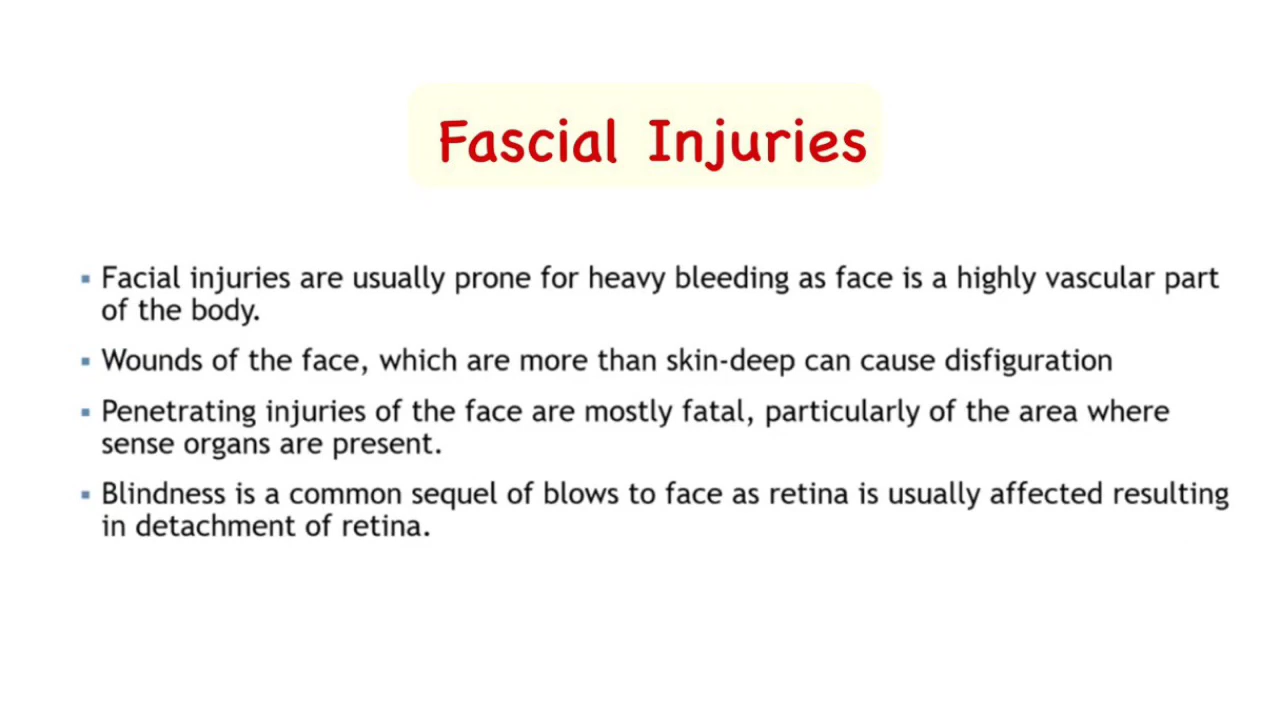 Fascial Injuries
▪ Facial injuries are usually prone for heavy bleeding as face is a highly vascular part
of the body.
▪ Wounds of the face, which are more than skin-deep can cause disfiguration
▪ Penetrating injuries of the face are mostly fatal, particularly of the area where
sense organs are present.
▪ Blindness is a common sequel of blows to face as retina is usually affected resulting
in detachment of retina.